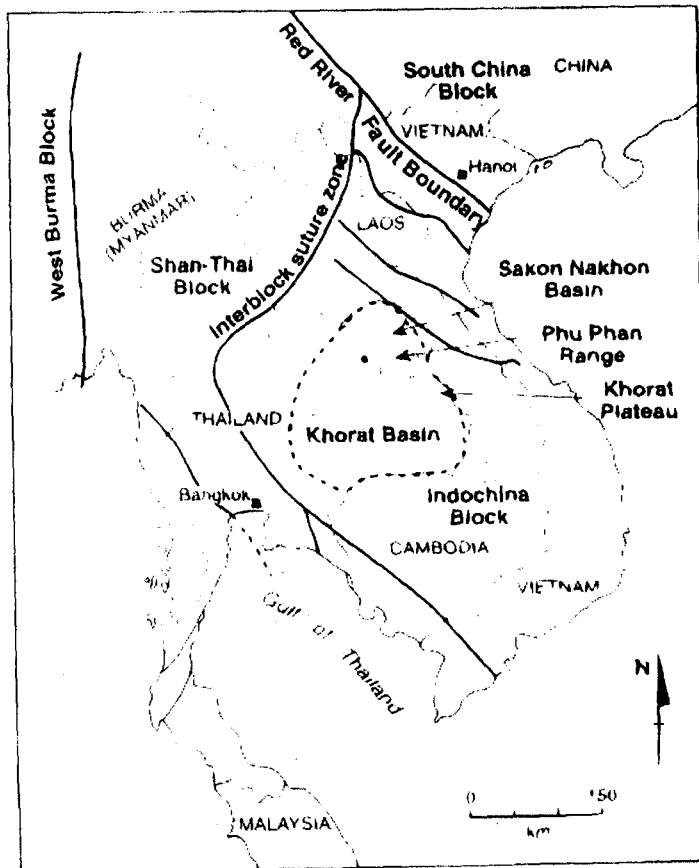 Red River
Fault Boundary
South China
Block
CHINA
VIETNAM
Hanoi
West Burma Block
BURMA
(MYANMAR)
Shan-Thai
Block
Interblock suture zone
LAOS
Sakon Nakhon
Basin
Phu Phan
Range
Khorat
Plateau
THAILAND
Khorat Basin
Bangkok
Indochina
Block
CAMBODIA
VIETNAM
Gulf of Thailand
N
0
km
MALAYSIA